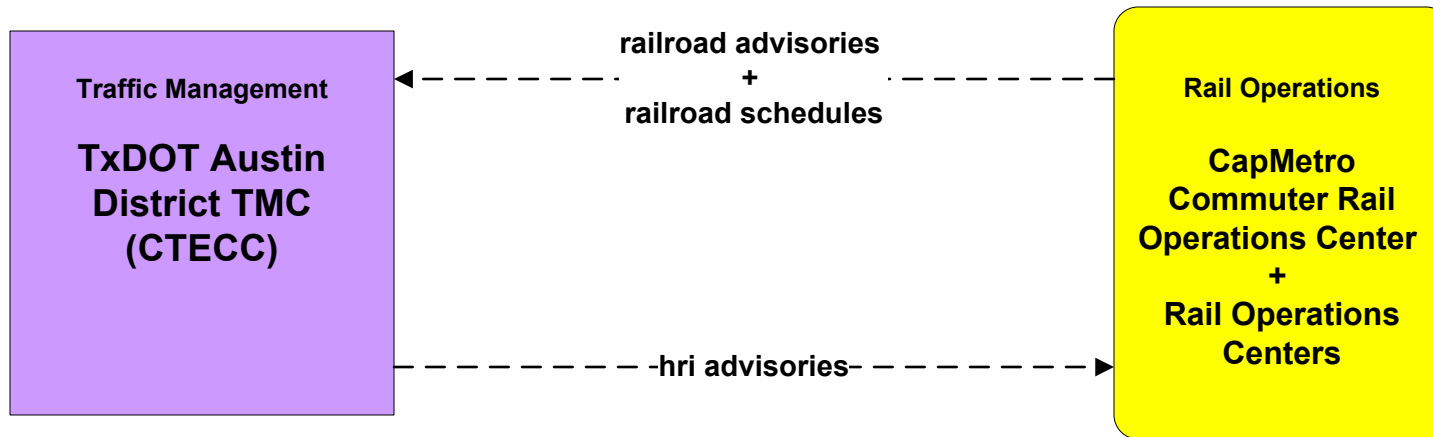 Traffic Management
TxDOT Austin
District TMC
(CTECC)
railroad advisories
+
railroad schedules
hri advisories
Rail Operations
CapMetro
Commuter Rail
Operations Center
+
Rail Operations
Centers